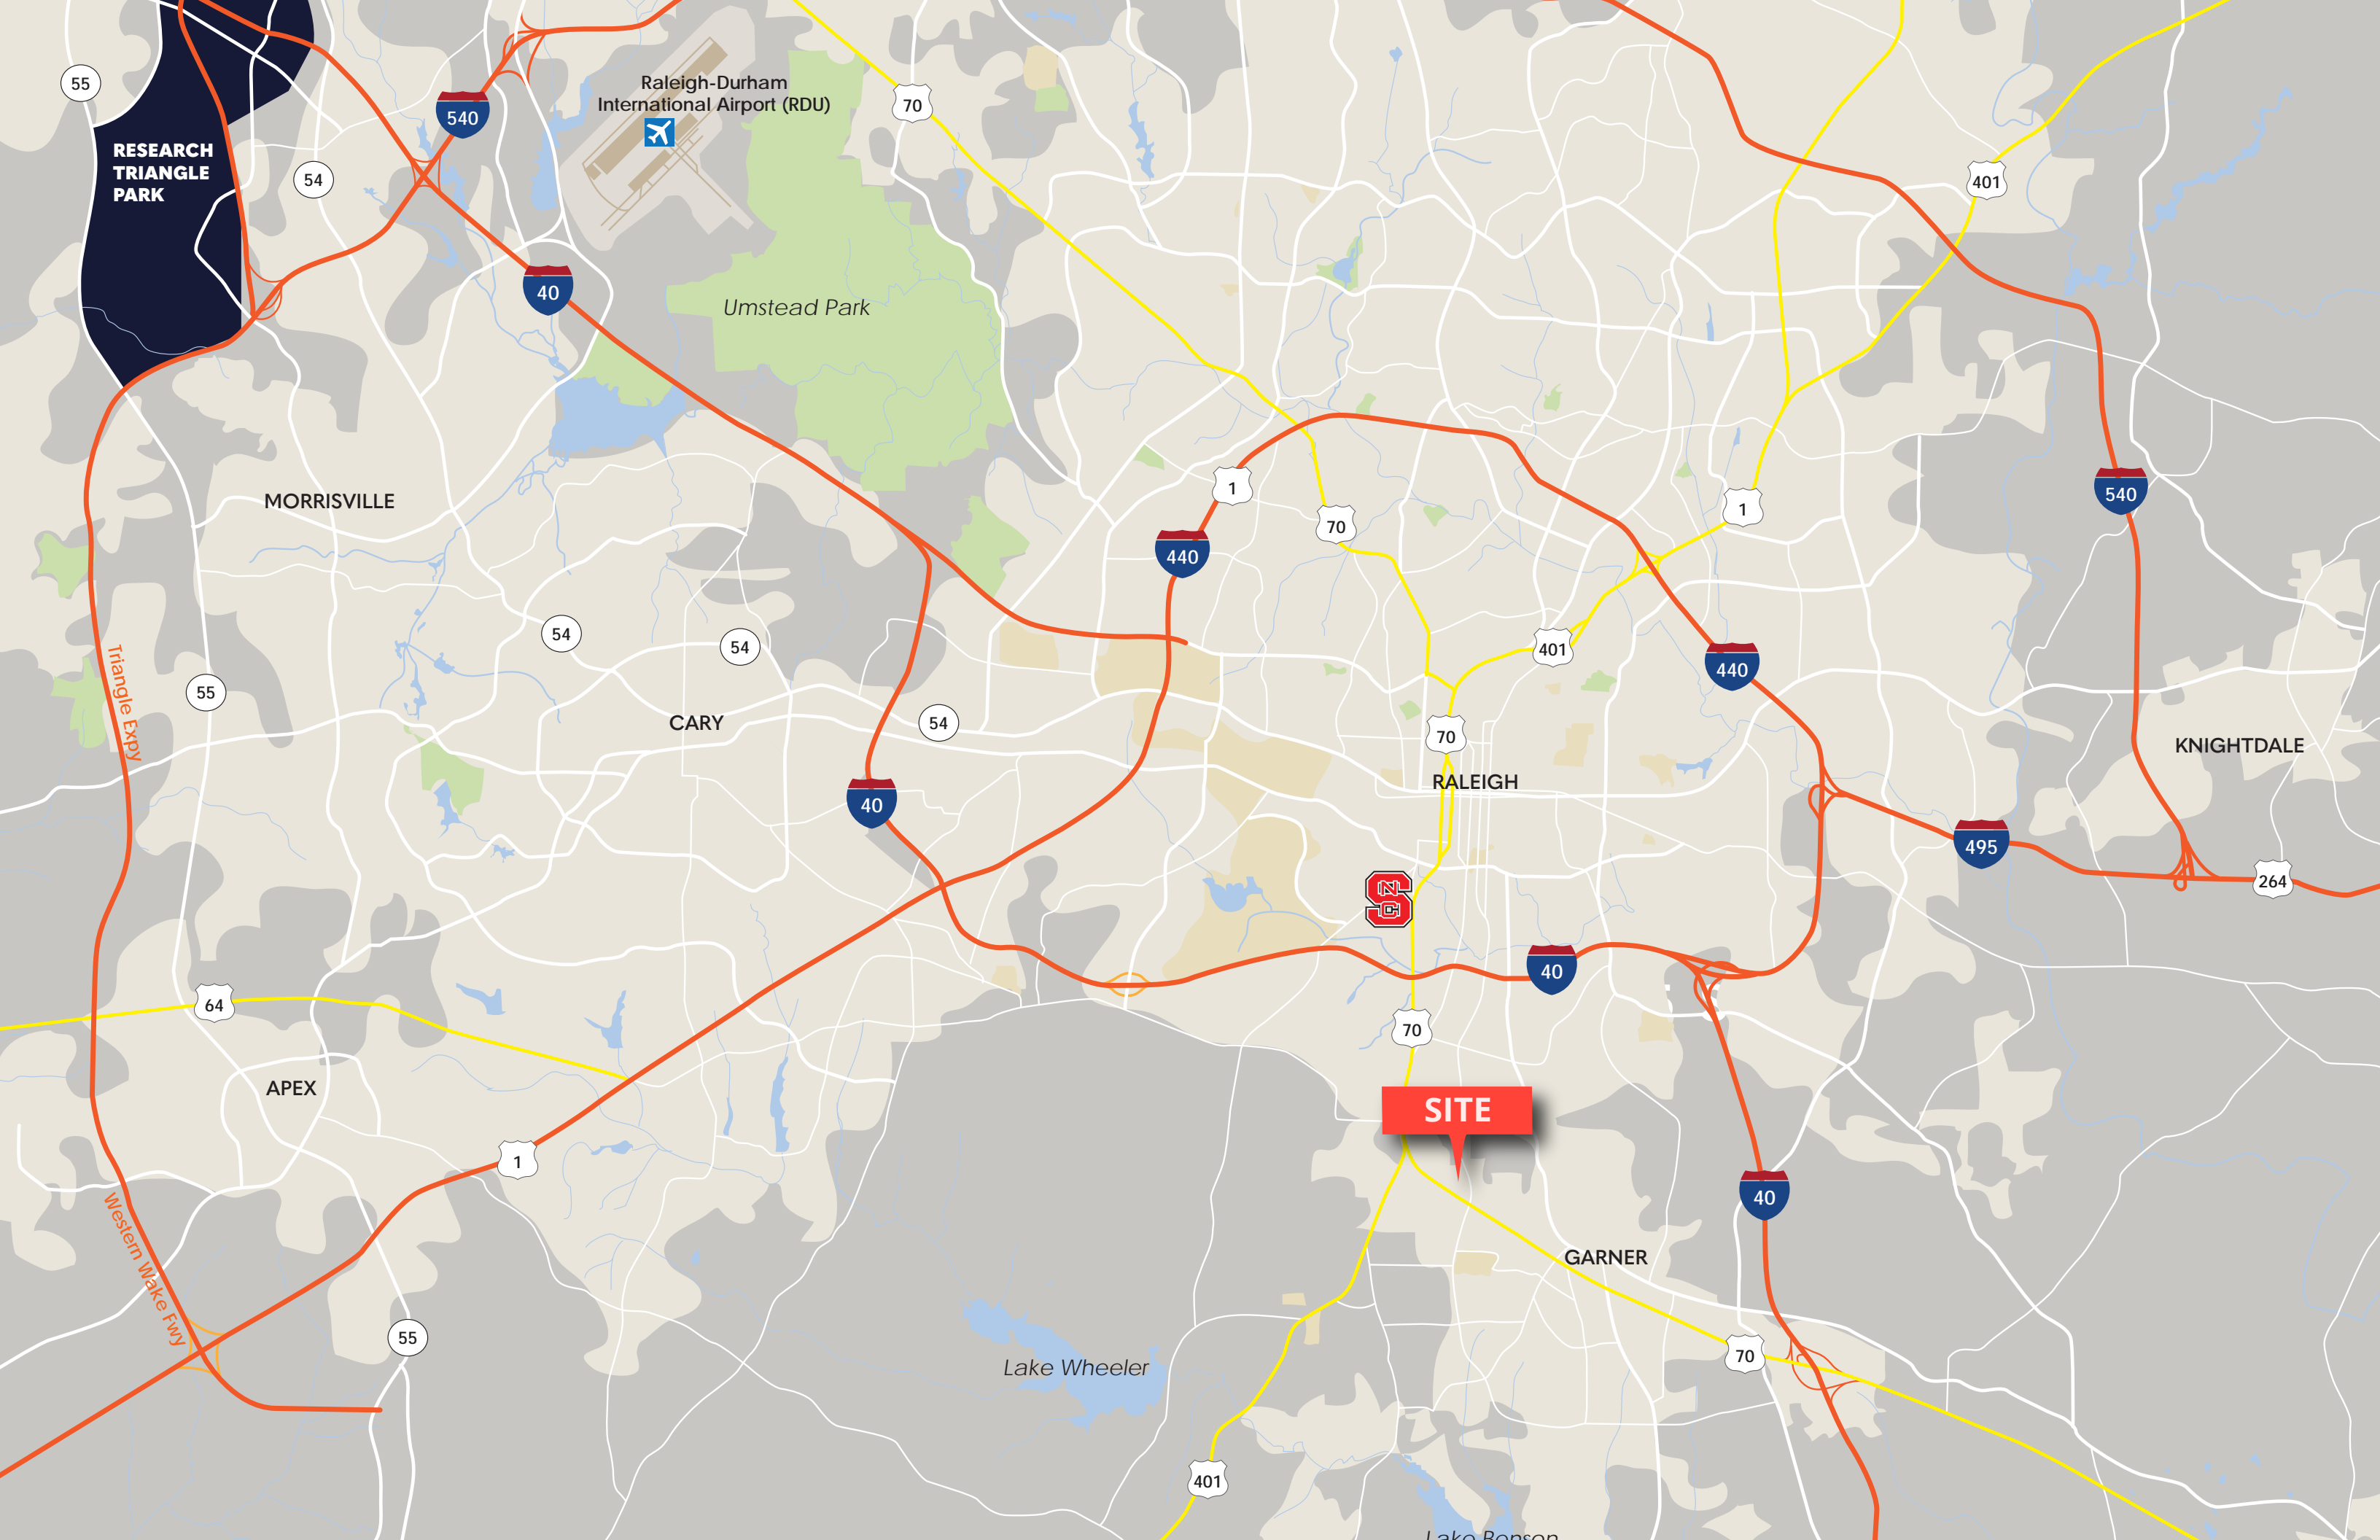 55
540
Raleigh-Durham
International Airport (RDU)
70
RESEARCH
TRIANGLE
PARK
54
401
40
Umstead Park
MORRISVILLE
1
70
440
1
540
54
54
401
440
Triangle Expy
55
CARY
54
70
KNIGHTDALE
RALEIGH
40
495
264
NCS
40
64
70
APEX
SITE
1
40
Western Wake Fwy
GARNER
55
70
Lake Wheeler
401
Lake Benson